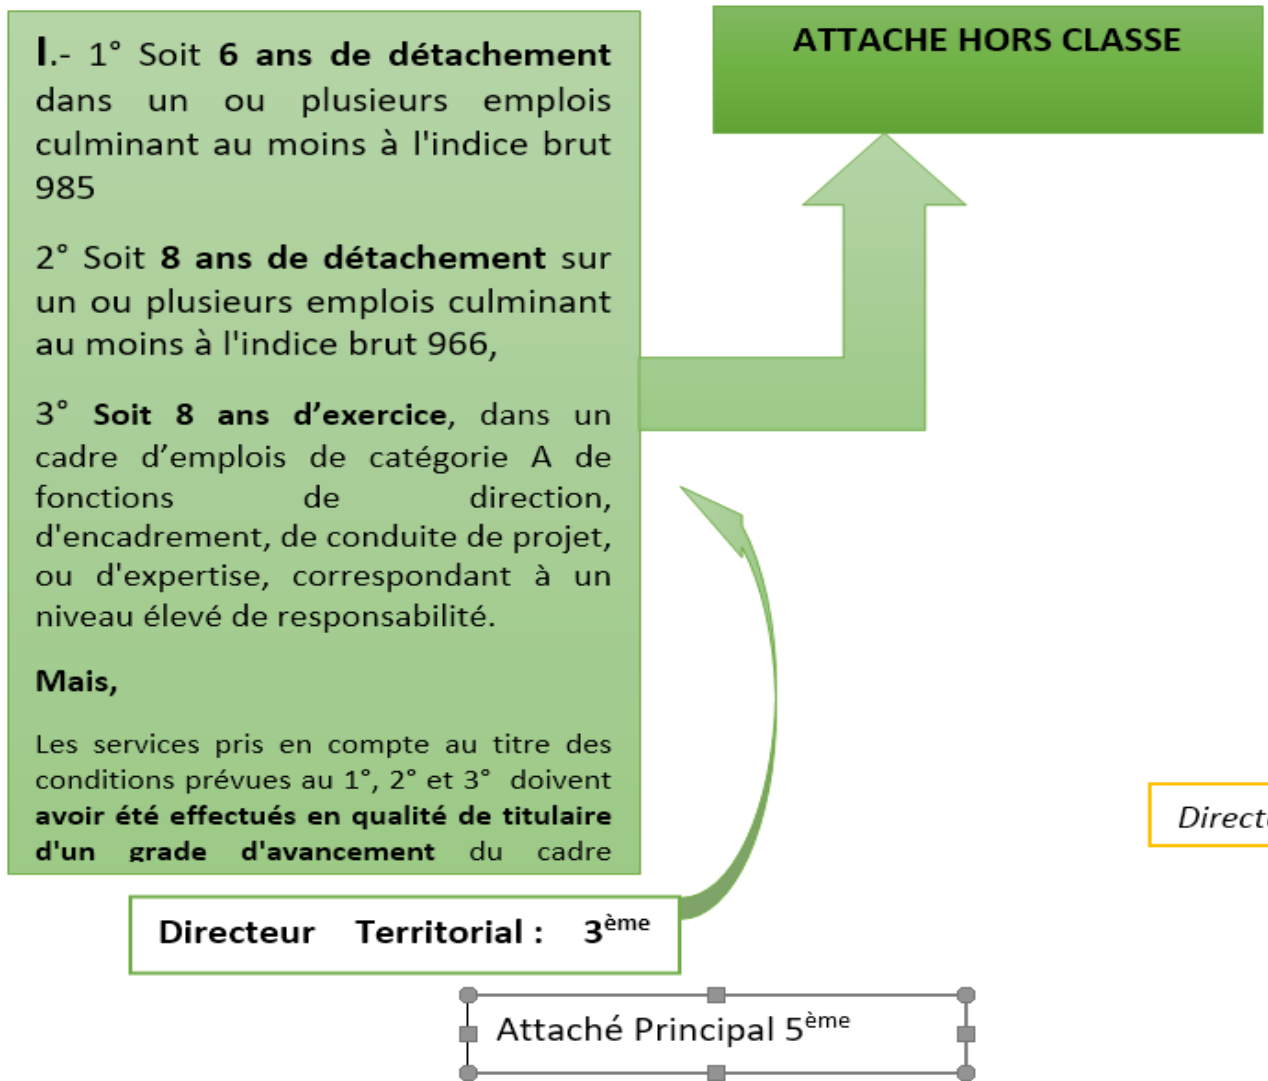 I.- 1° Soit 6 ans de détachement
dans un ou plusieurs emplois
culminant au moins à l'indice brut
985
2° Soit 8 ans de détachement sur
un ou plusieurs emplois culminant
au moins à l'indice brut 966,
3° Soit 8 ans d’exercice, dans un
cadre d’emplois de catégorie A de
fonctions de direction,
d'encadrement, de conduite de projet,
ou d'expertise, correspondant à un
niveau élevé de responsabilité.
Mais,
Les services pris en compte au titre des
conditions prévues au 1°, 2° et 3° doivent
avoir été effectués en qualité de titulaire
d'un grade d'avancement du cadre
ATTACHE HORS CLASSE
Directeur Territorial : 3ème
Attaché Principal 5ème